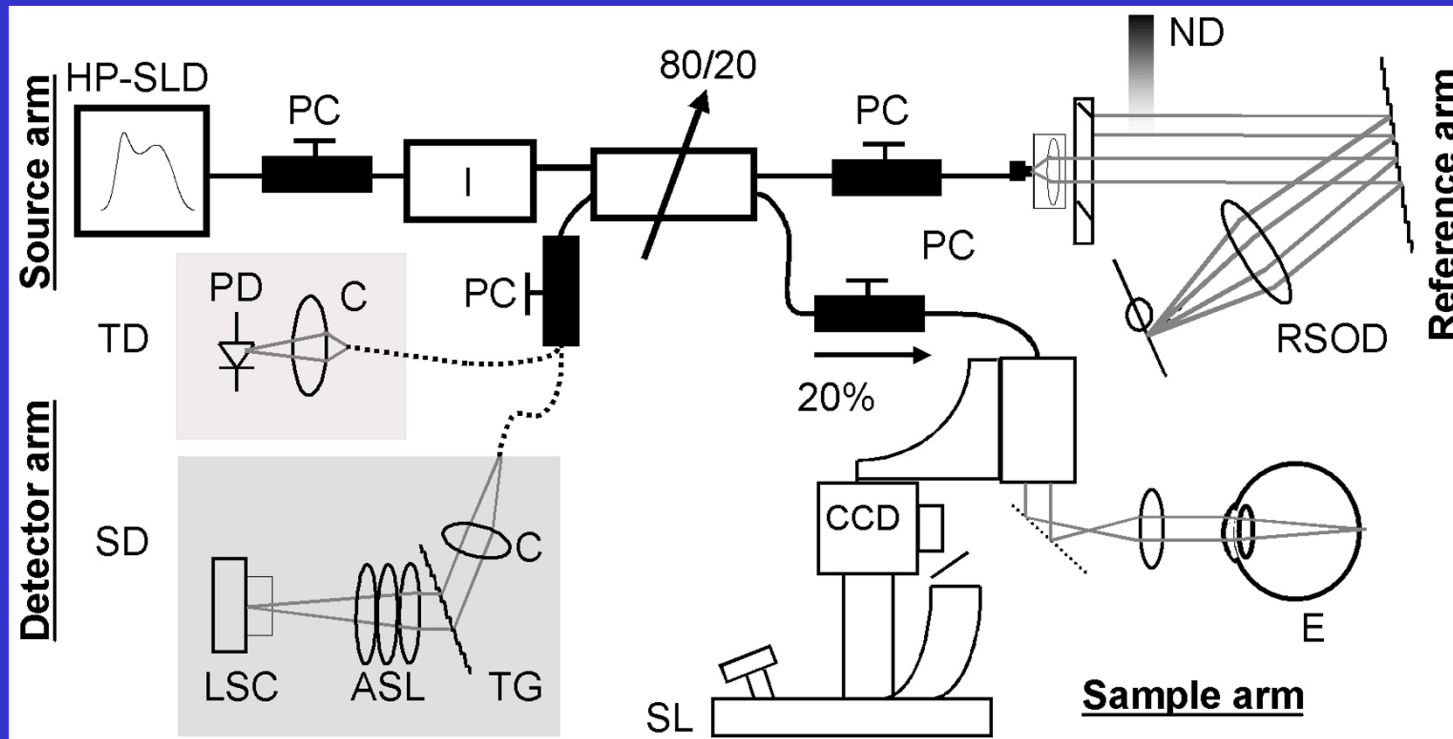 Source arm
HP-SLD
PC
I
80/20
PC
ND
Reference arm
RSOD
PC
20%
PC
TD
PD
C
Detector arm
SD
C
LSC
ASL
TG
CCD
SL
E
Sample arm